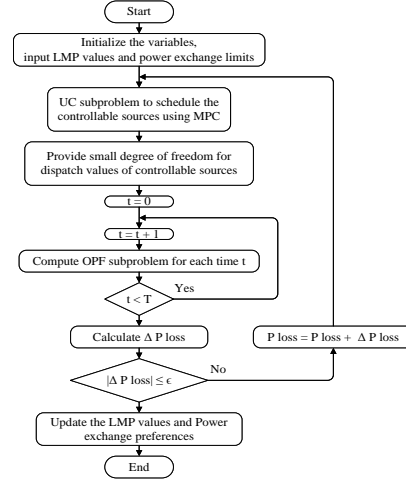 Start
Initialize the variables,
input LMP values and power exchange limits
UC subproblem to schedule the
controllable sources using MPC
Provide small degree of freedom for
dispatch values of controllable sources
t = 0
t = t + 1
Compute OPF subproblem for each time t
Yes
t < T
Calculate Δ P loss
P loss = P loss + Δ P loss
No
|Δ P loss| ≤ ϵ
Update the LMP values and Power
exchange preferences
End